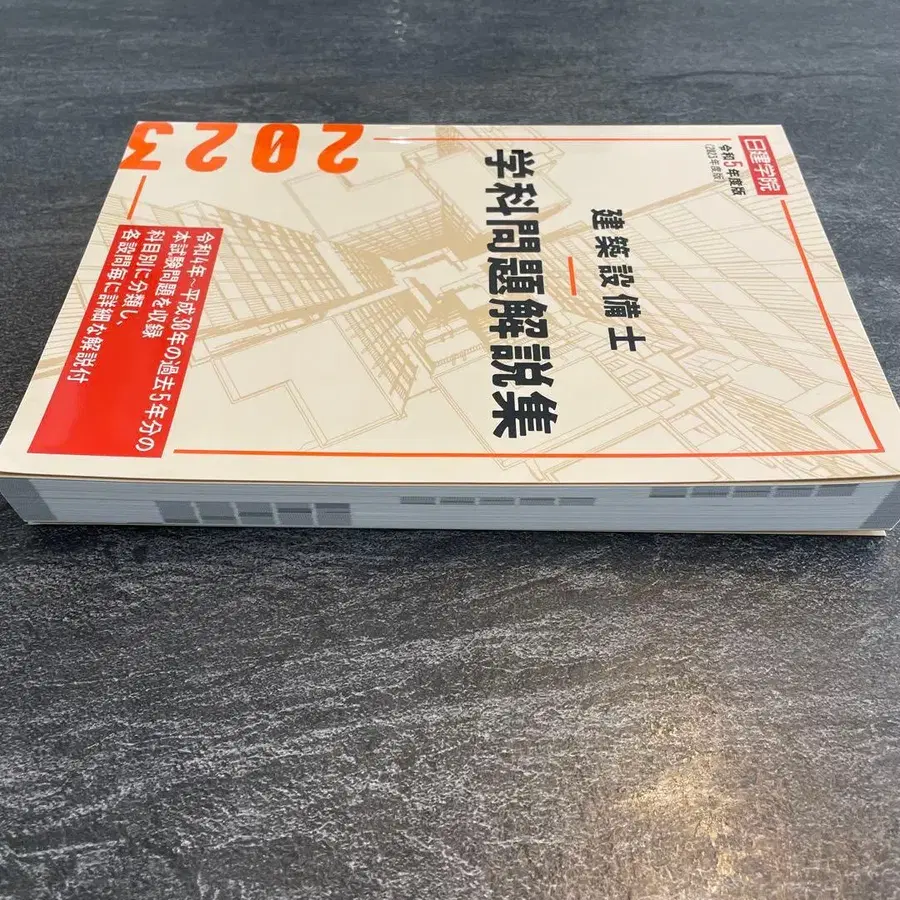 日建学院
令和5年度版
(2023年度版)
建築設備士
学科問題解説集
2023
令和4年~平成30年の過去5年分の
本試験問題を収録
科目別に分類し、
各設問毎に詳細な解説付